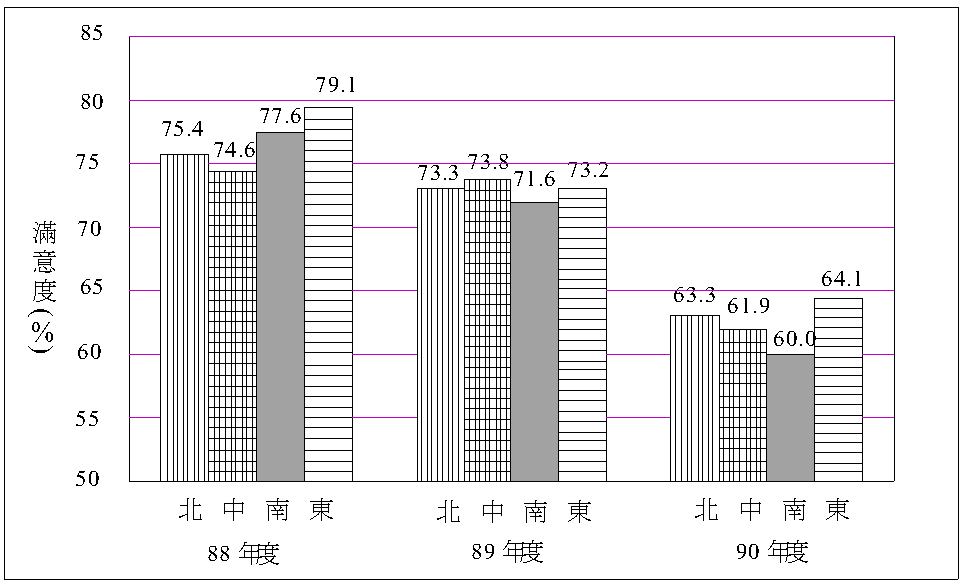 85
80
75
70
65
60
55
50
滿意度(%)
75.4
74.6
77.6
79.1
73.3
73.8
71.6
73.2
63.3
61.9
60.0
64.1
北 中 南 東
88 年度
北 中 南 東
89 年度
北 中 南 東
90 年度